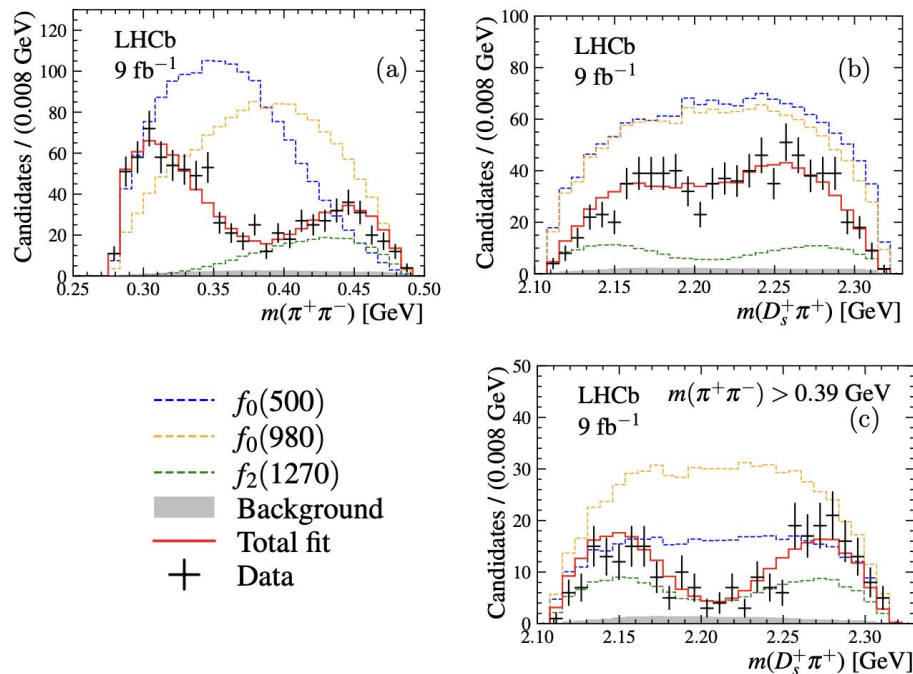 Candidates / (0.008 GeV)
120
100
80
60
40
20
0
LHCb
9 fb⁻¹
(a)
0.25 0.30 0.35 0.40 0.45 0.50
m(π⁺π⁻) [GeV]
Candidates / (0.008 GeV)
100
80
60
40
20
0
LHCb
9 fb⁻¹
(b)
2.10 2.15 2.20 2.25 2.30
m(D_s⁺π⁺) [GeV]
f₀(500)
f₀(980)
f₂(1270)
Background
Total fit
Data
Candidates / (0.008 GeV)
50
40
30
20
10
0
LHCb m(π⁺π⁻) > 0.39 GeV
9 fb⁻¹
(c)
2.10 2.15 2.20 2.25 2.30
m(D_s⁺π⁺) [GeV]